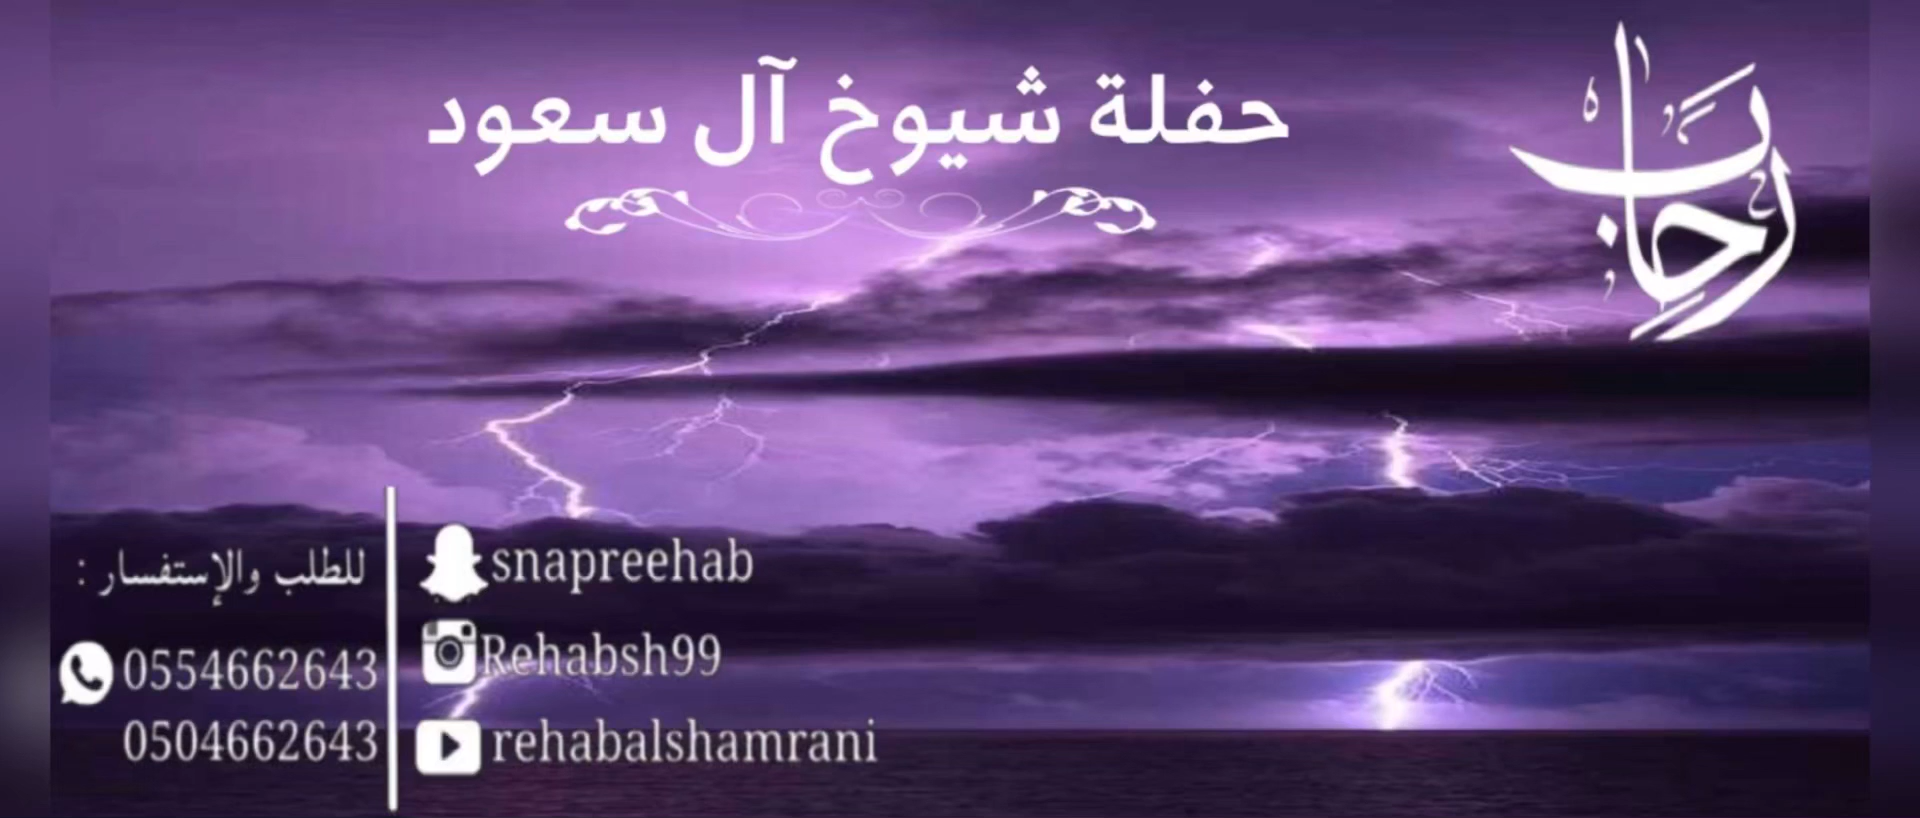 حفلة شيوخ آل سعود
رحاب
للطلب والإستفسار :
0554662643
0504662643
snapreehab
Rehabsh99
rehabalshamrani